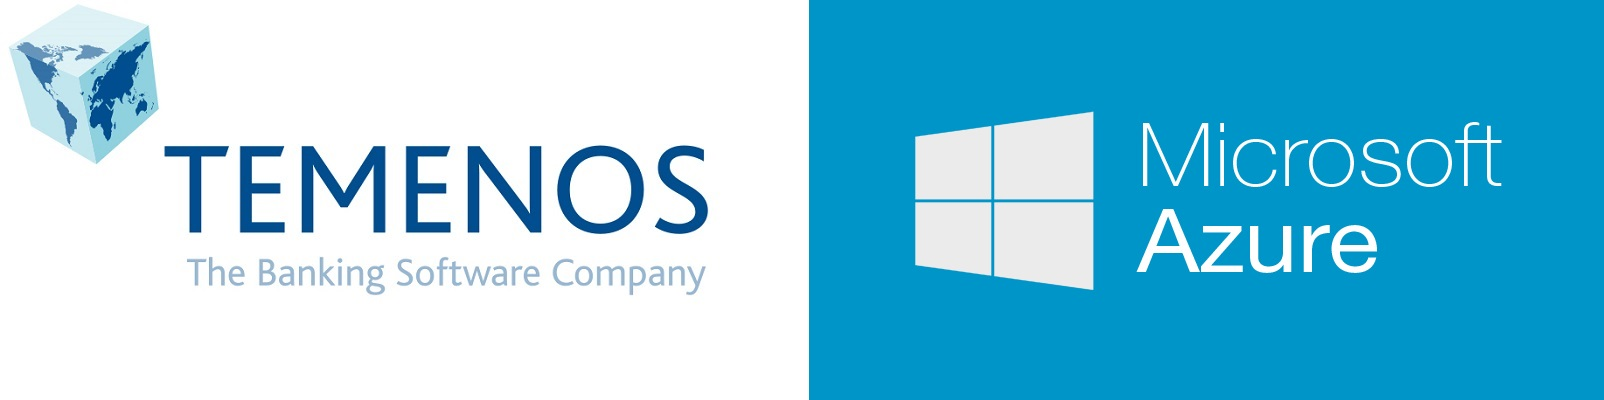 TEMENOS
The Banking Software Company
Microsoft
Azure